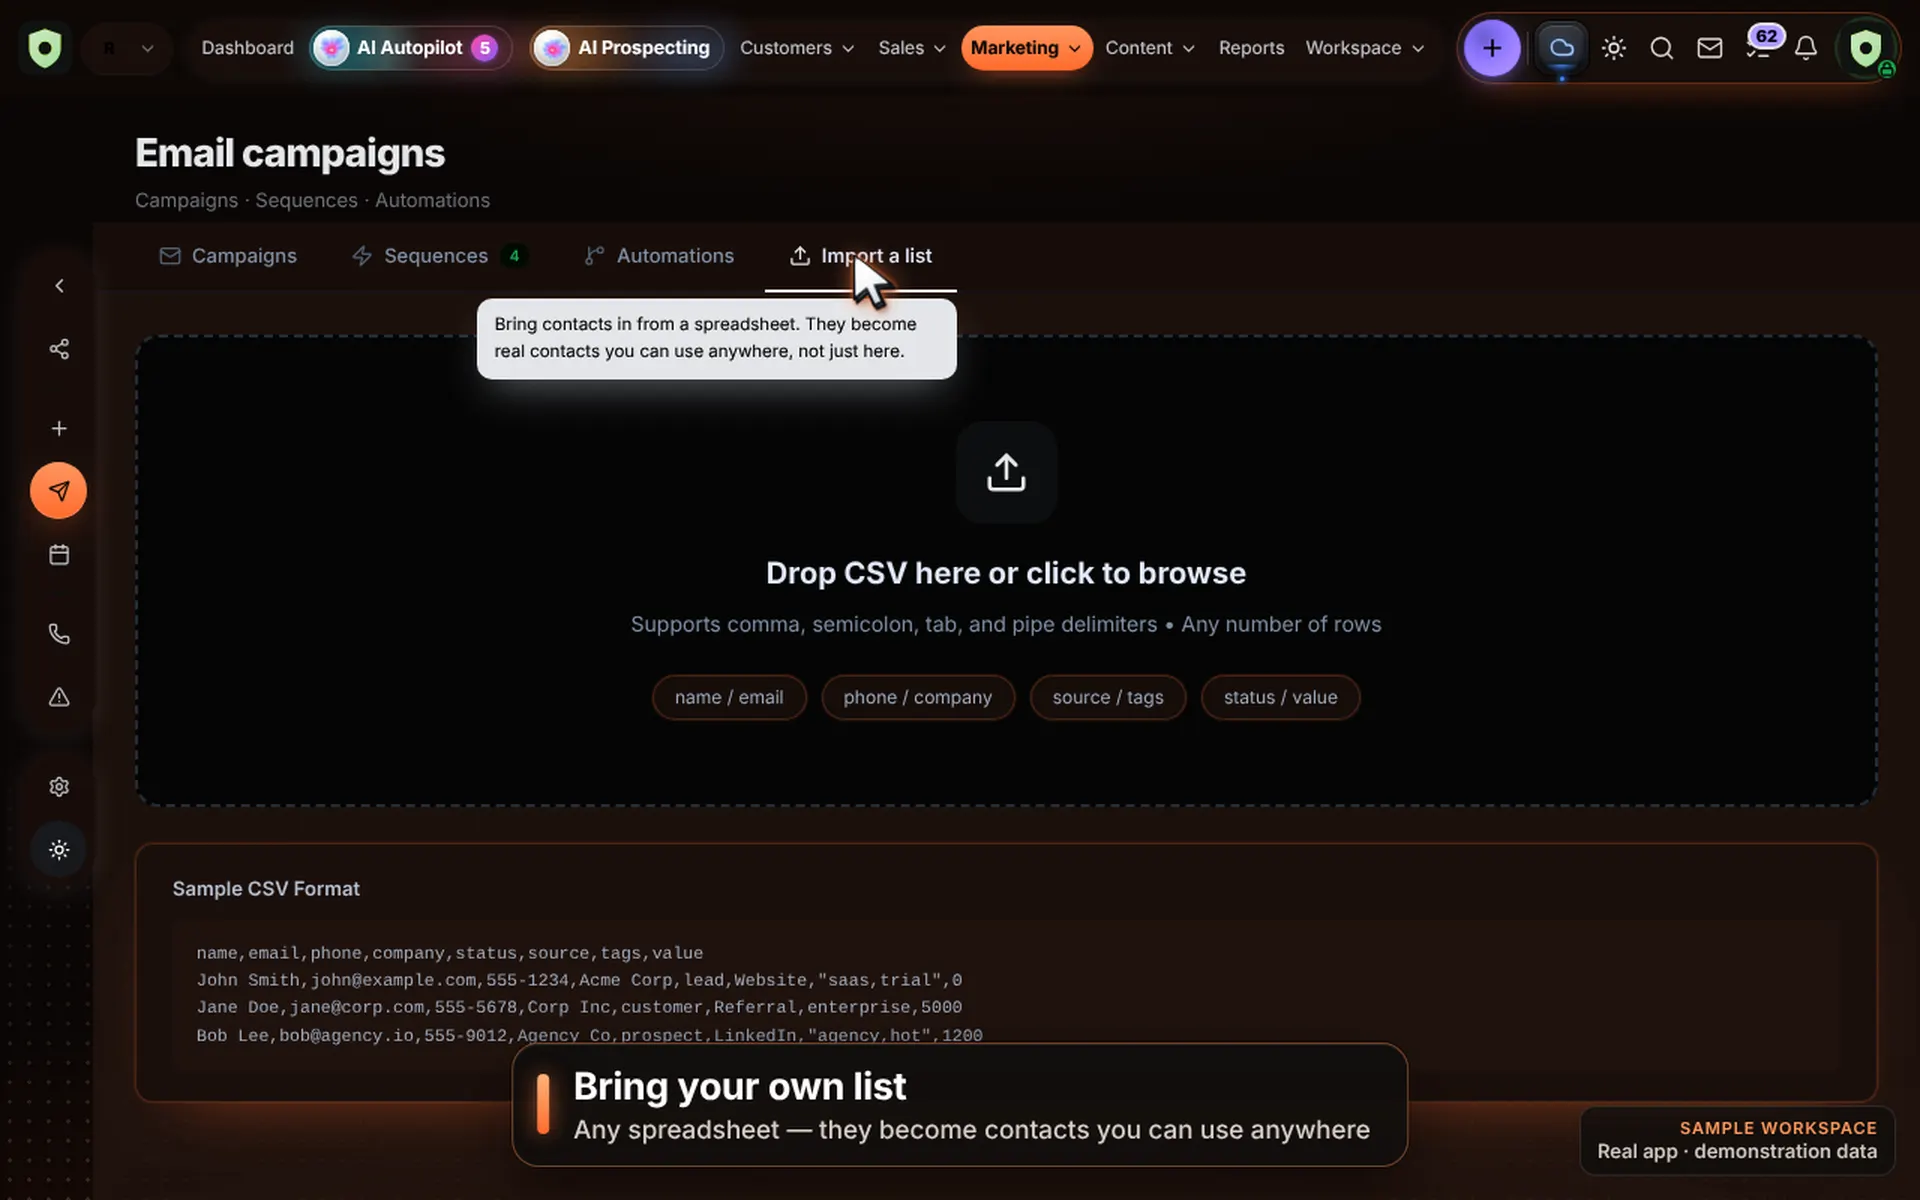 R
Dashboard
AI Autopilot 5
AI Prospecting
Customers
Sales
Marketing
Content
Reports
Workspace
62
Email campaigns
Campaigns · Sequences · Automations
Campaigns
Sequences 4
Automations
Import a list
Bring contacts in from a spreadsheet. They become
real contacts you can use anywhere, not just here.
Drop CSV here or click to browse
Supports comma, semicolon, tab, and pipe delimiters • Any number of rows
name / email
phone / company
source / tags
status / value
Sample CSV Format
name,email,phone,company,status,source,tags,value
John Smith,john@example.com,555-1234,Acme Corp,lead,Website,"saas,trial",0
Jane Doe,jane@corp.com,555-5678,Corp Inc,customer,Referral,enterprise,5000
Bob Lee,bob@agency.io,555-9012,Agency Co,prospect,LinkedIn,"agency,hot",1200
Bring your own list
Any spreadsheet — they become contacts you can use anywhere
SAMPLE WORKSPACE
Real app · demonstration data